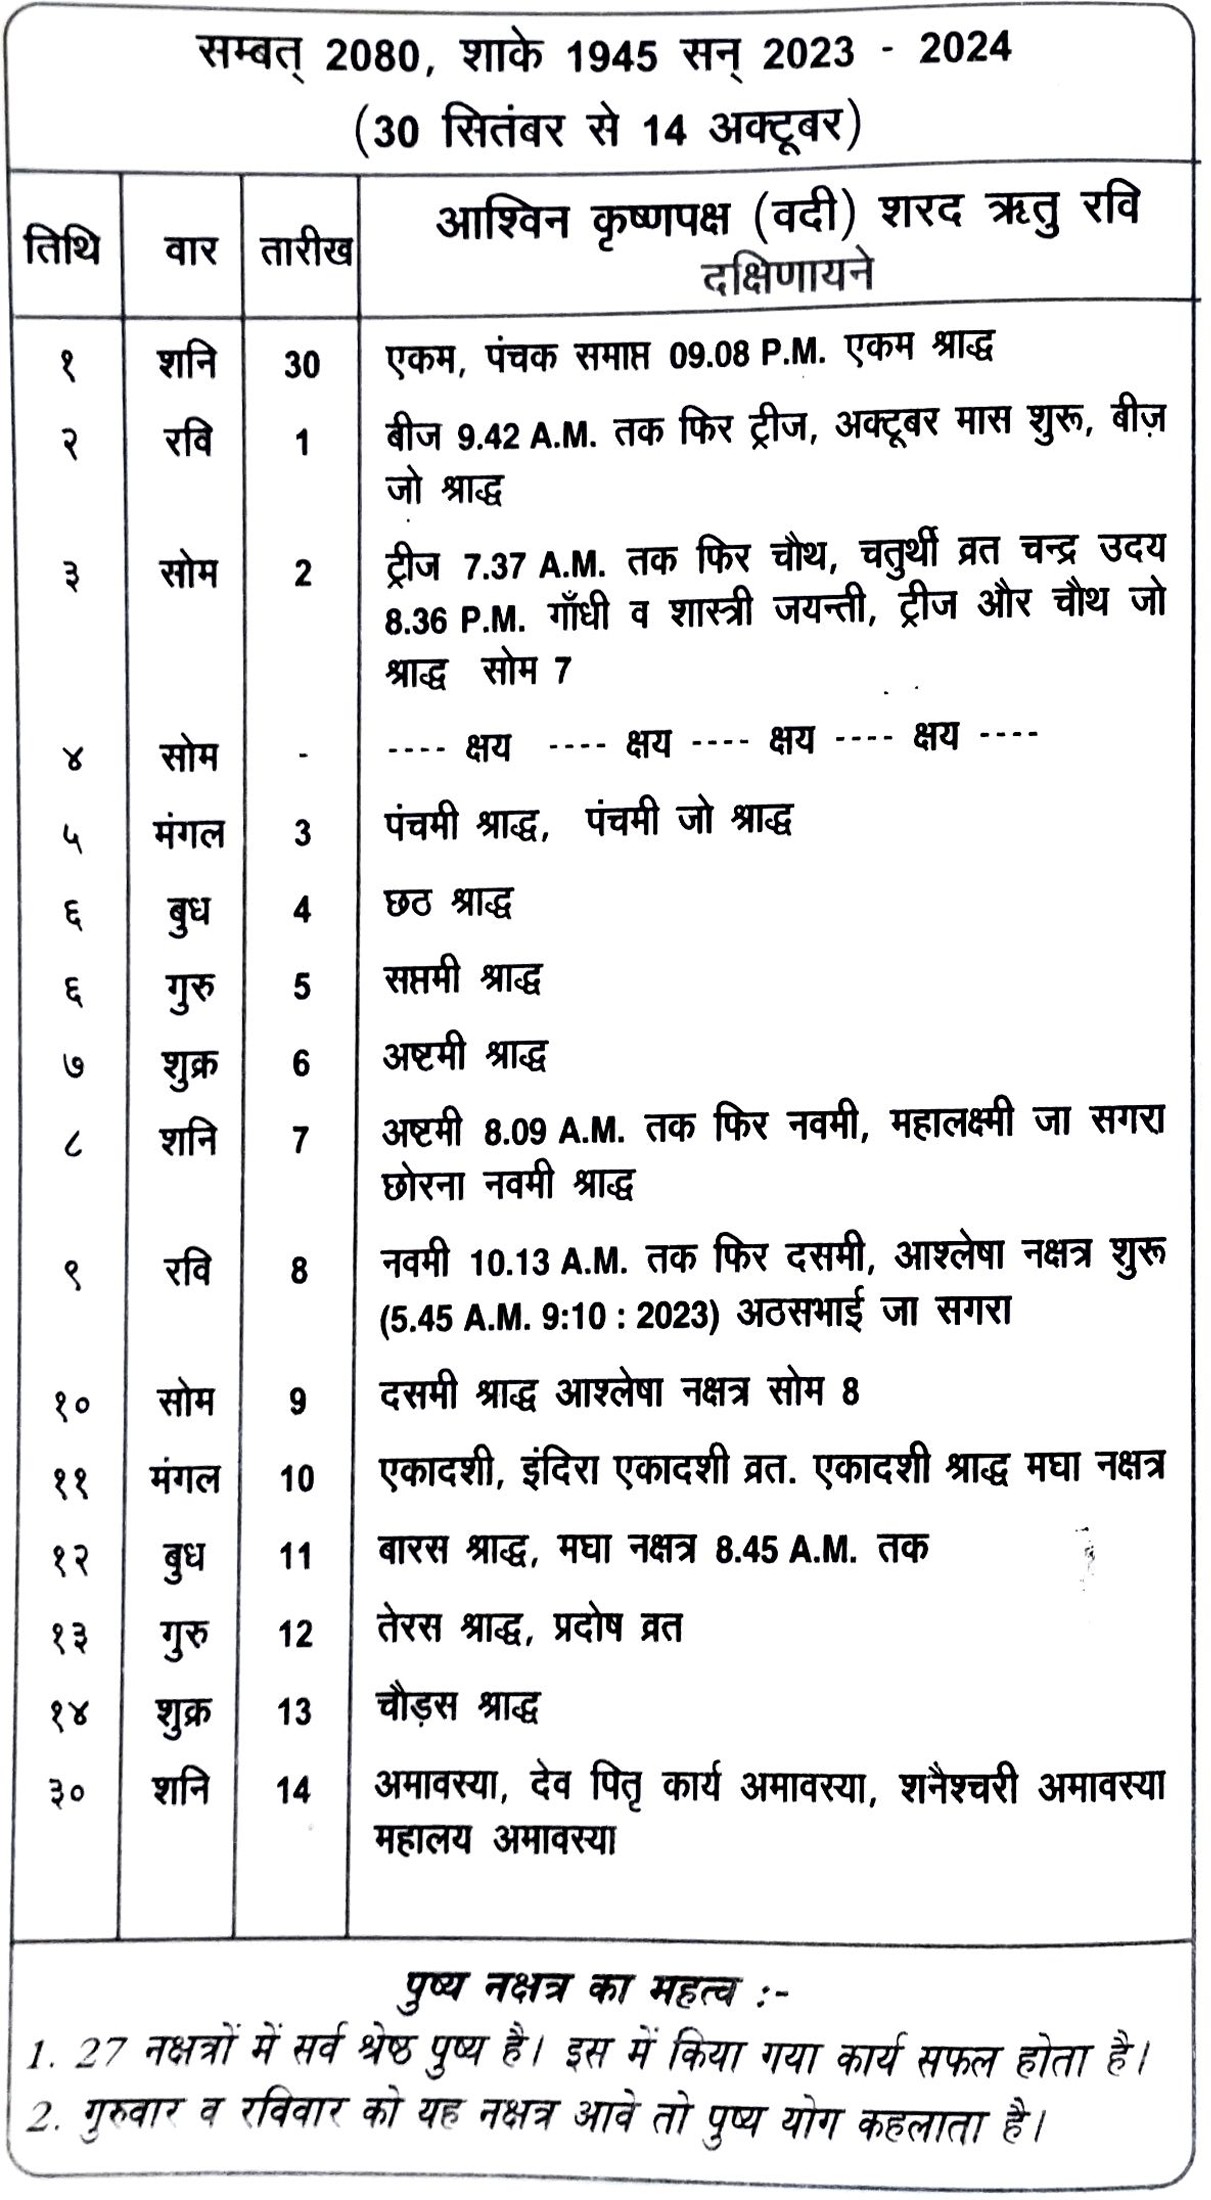 सम्बत् 2080, शाके 1945 सन् 2023 - 2024
(30 सितंबर से 14 अक्टूबर)
तिथि वार तारीख आश्विन कृष्णपक्ष (वदी) शरद ऋतु रवि
दक्षिणायने
१ शनि 30 एकम, पंचक समाप्त 09.08 P.M. एकम श्राद्ध
२ रवि 1 बीज 9.42 A.M. तक फिर ट्रीज, अक्टूबर मास शुरू, बीज़
जो श्राद्ध
३ सोम 2 ट्रीज 7.37 A.M. तक फिर चौथ, चतुर्थी व्रत चन्द्र उदय
8.36 P.M. गाँधी व शास्त्री जयन्ती, ट्रीज और चौथ जो
श्राद्ध सोम 7
४ सोम - ---- क्षय ---- क्षय ---- क्षय ---- क्षय ----
५ मंगल 3 पंचमी श्राद्ध, पंचमी जो श्राद्ध
६ बुध 4 छठ श्राद्ध
६ गुरु 5 सप्तमी श्राद्ध
७ शुक्र 6 अष्टमी श्राद्ध
८ शनि 7 अष्टमी 8.09 A.M. तक फिर नवमी, महालक्ष्मी जा सगरा
छोरना नवमी श्राद्ध
९ रवि 8 नवमी 10.13 A.M. तक फिर दसमी, आश्लेषा नक्षत्र शुरू
(5.45 A.M. 9:10 : 2023) अठसभाई जा सगरा
१० सोम 9 दसमी श्राद्ध आश्लेषा नक्षत्र सोम 8
११ मंगल 10 एकादशी, इंदिरा एकादशी व्रत. एकादशी श्राद्ध मघा नक्षत्र
१२ बुध 11 बारस श्राद्ध, मघा नक्षत्र 8.45 A.M. तक
१३ गुरु 12 तेरस श्राद्ध, प्रदोष व्रत
१४ शुक्र 13 चौड़स श्राद्ध
३० शनि 14 अमावस्या, देव पितृ कार्य अमावस्या, शनैश्चरी अमावस्या
महालय अमावस्या
पुष्य नक्षत्र का महत्व :-
1. 27 नक्षत्रों में सर्व श्रेष्ठ पुष्य है। इस में किया गया कार्य सफल होता है।
2. गुरुवार व रविवार को यह नक्षत्र आवे तो पुष्य योग कहलाता है।